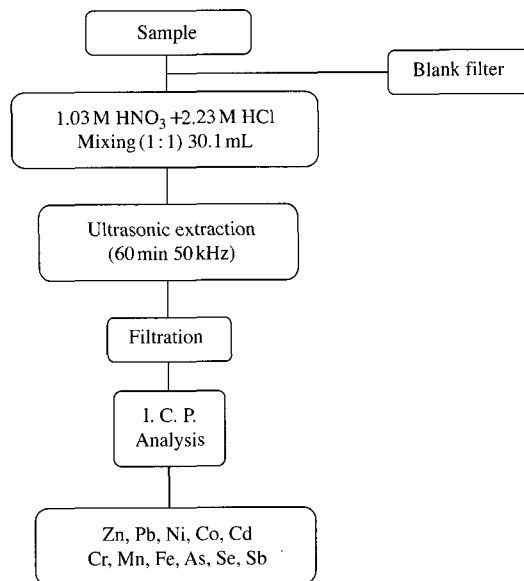 Sample
Blank filter
1.03 M HNO₃ +2.23 M HCl
Mixing (1 : 1) 30.1 mL
Ultrasonic extraction
(60 min 50 kHz)
Filtration
I. C. P.
Analysis
Zn, Pb, Ni, Co, Cd
Cr, Mn, Fe, As, Se, Sb